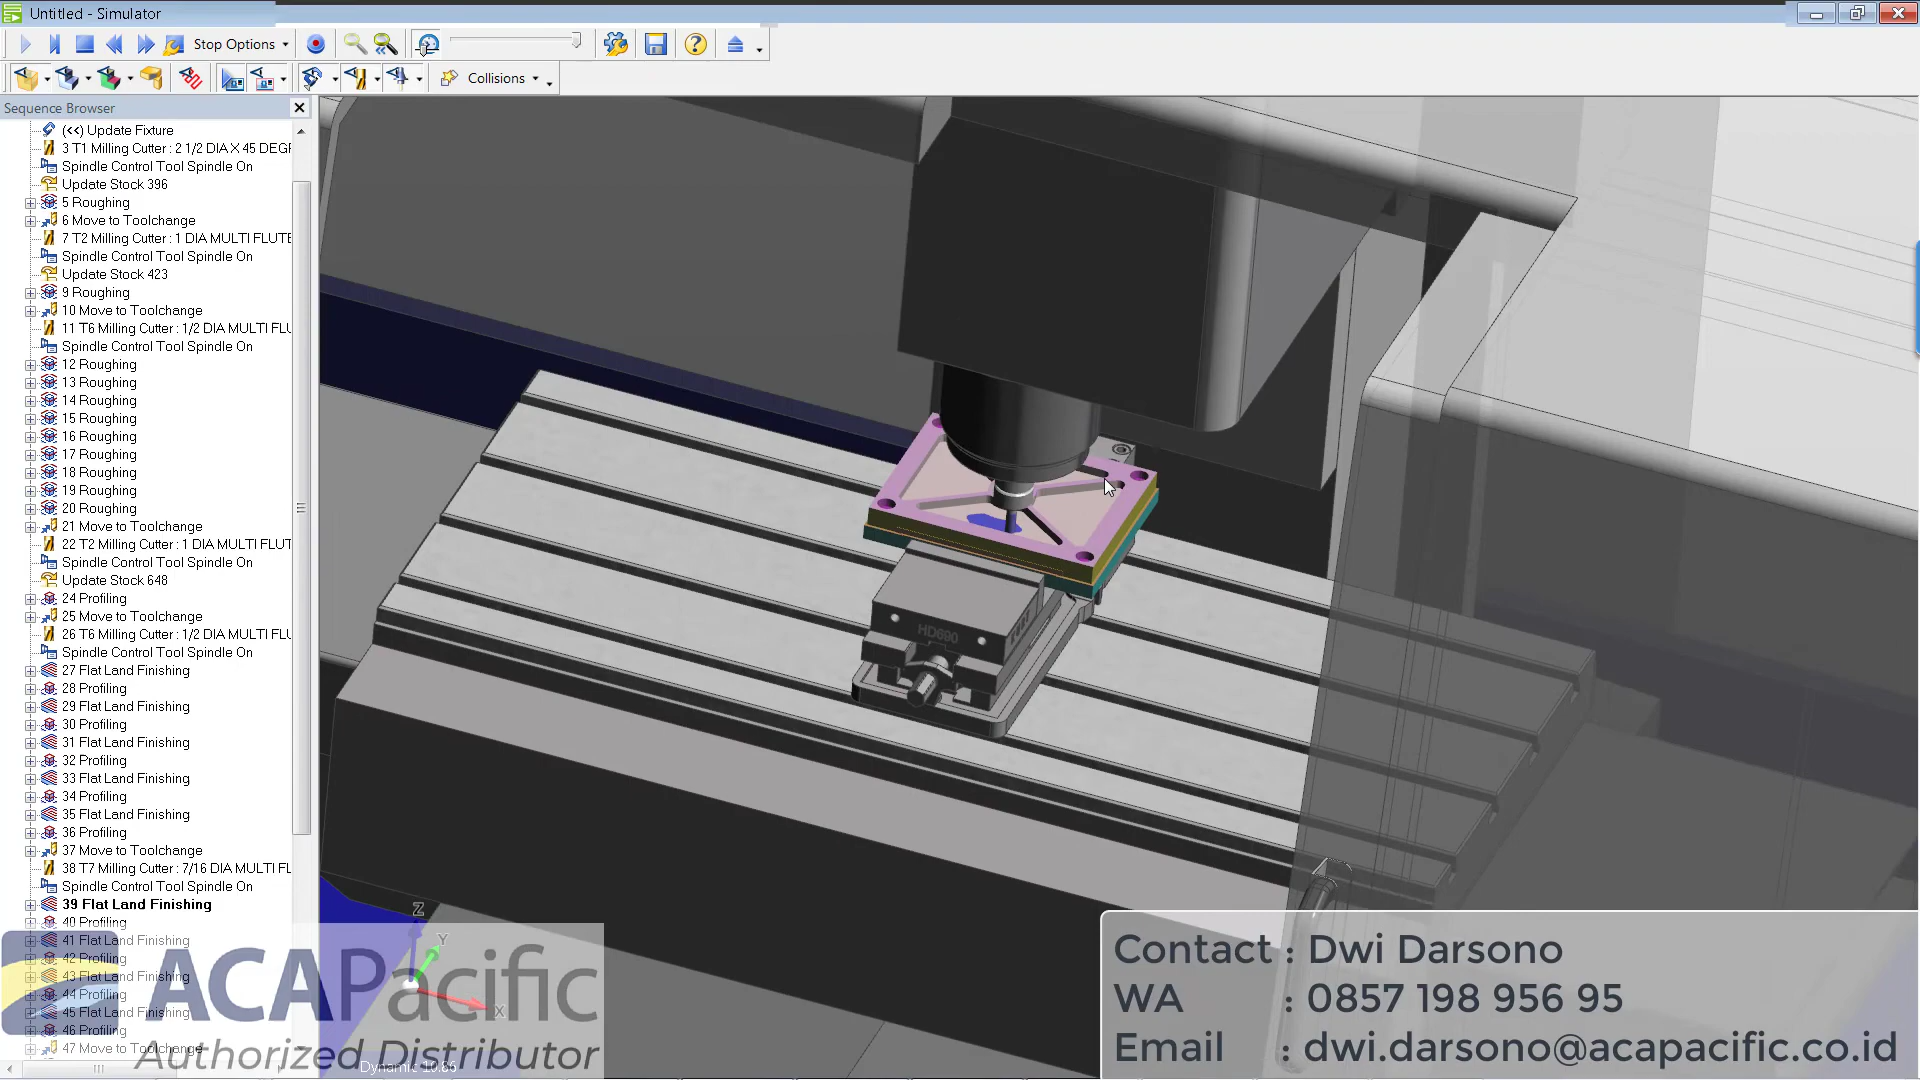 Untitled - Simulator
Stop Options
Collisions
Sequence Browser
(<<) Update Fixture
3 T1 Milling Cutter : 2 1/2 DIA X 45 DEG
Spindle Control Tool Spindle On
Update Stock 396
5 Roughing
6 Move to Toolchange
7 T2 Milling Cutter : 1 DIA MULTI FLUTE
Spindle Control Tool Spindle On
Update Stock 423
9 Roughing
10 Move to Toolchange
11 T6 Milling Cutter : 1/2 DIA MULTI FLU
Spindle Control Tool Spindle On
12 Roughing
13 Roughing
14 Roughing
15 Roughing
16 Roughing
17 Roughing
18 Roughing
19 Roughing
20 Roughing
21 Move to Toolchange
22 T2 Milling Cutter : 1 DIA MULTI FLUT
Spindle Control Tool Spindle On
Update Stock 648
24 Profiling
25 Move to Toolchange
26 T6 Milling Cutter : 1/2 DIA MULTI FLU
Spindle Control Tool Spindle On
27 Flat Land Finishing
28 Profiling
29 Flat Land Finishing
30 Profiling
31 Flat Land Finishing
32 Profiling
33 Flat Land Finishing
34 Profiling
35 Flat Land Finishing
36 Profiling
37 Move to Toolchange
38 T7 Milling Cutter : 7/16 DIA MULTI FL
Spindle Control Tool Spindle On
39 Flat Land Finishing
40 Profiling
41 Flat Land Finishing
42 Profiling
43 Flat Land Finishing
44 Profiling
45 Flat Land Finishing
46 Profiling
47 Move to Toolchange
HD690
Z
Y
X
ACAPacific
Authorized Distributor
Dynamic 10.86
Contact : Dwi Darsono
WA : 0857 198 956 95
Email : dwi.darsono@acapacific.co.id